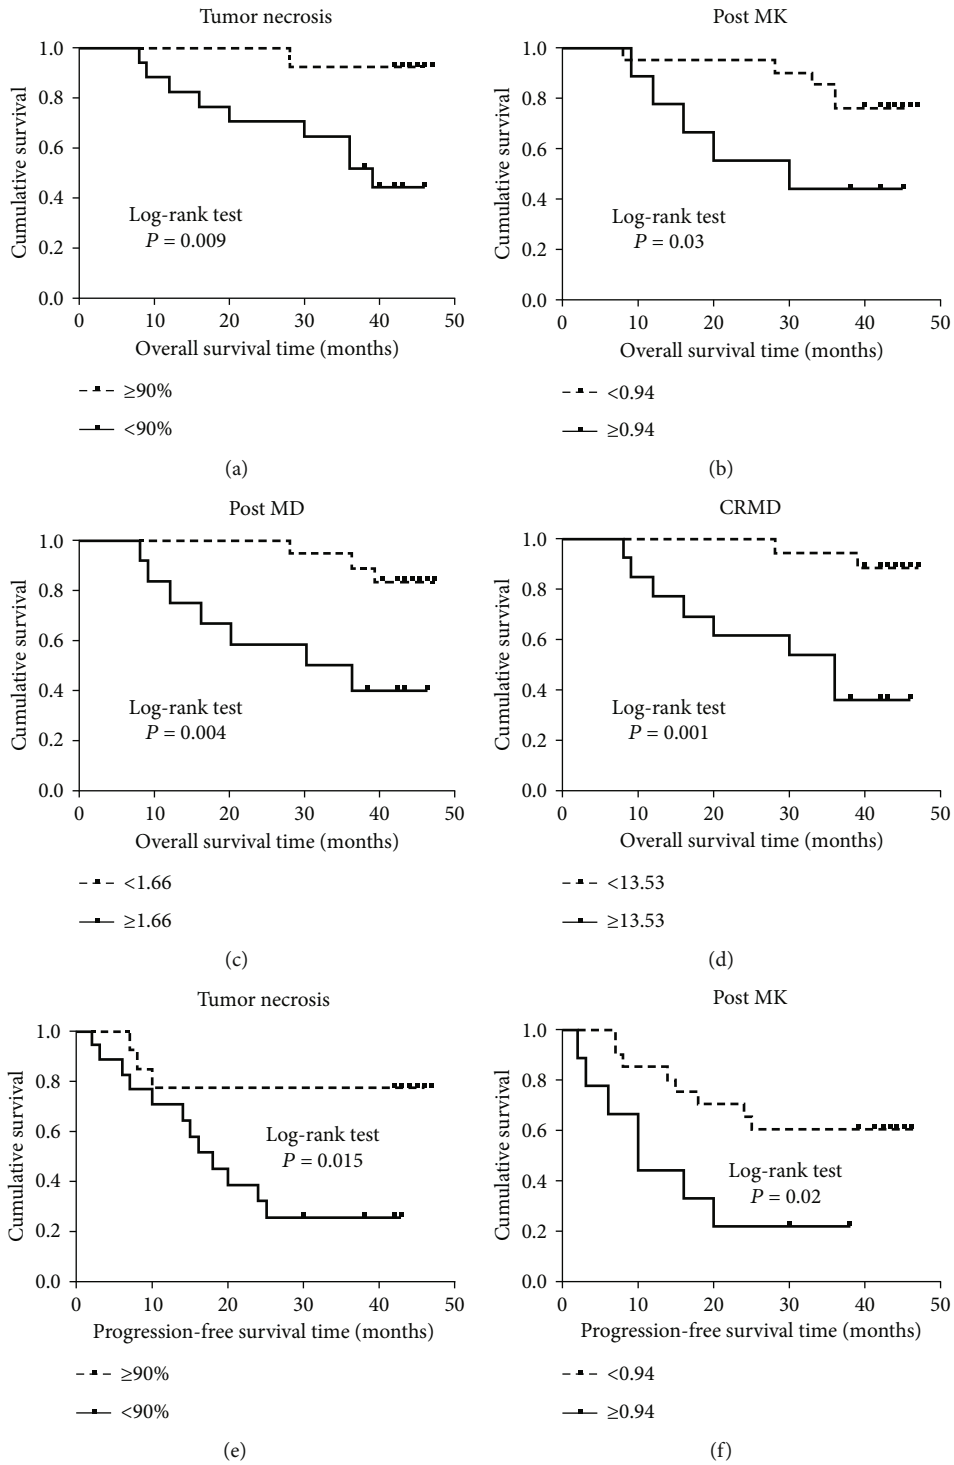 Tumor necrosis
Cumulative survival
1.0
0.8
0.6
0.4
0.2
0.0
Log-rank test
P = 0.009
0 10 20 30 40 50
Overall survival time (months)
≥90%
<90%
(a)
Post MK
Cumulative survival
1.0
0.8
0.6
0.4
0.2
0.0
Log-rank test
P = 0.03
0 10 20 30 40 50
Overall survival time (months)
<0.94
≥0.94
(b)
Post MD
Cumulative survival
1.0
0.8
0.6
0.4
0.2
0.0
Log-rank test
P = 0.004
0 10 20 30 40 50
Overall survival time (months)
<1.66
≥1.66
(c)
CRMD
Cumulative survival
1.0
0.8
0.6
0.4
0.2
0.0
Log-rank test
P = 0.001
0 10 20 30 40 50
Overall survival time (months)
<13.53
≥13.53
(d)
Tumor necrosis
Cumulative survival
1.0
0.8
0.6
0.4
0.2
0.0
Log-rank test
P = 0.015
0 10 20 30 40 50
Progression-free survival time (months)
≥90%
<90%
(e)
Post MK
Cumulative survival
1.0
0.8
0.6
0.4
0.2
0.0
Log-rank test
P = 0.02
0 10 20 30 40 50
Progression-free survival time (months)
<0.94
≥0.94
(f)